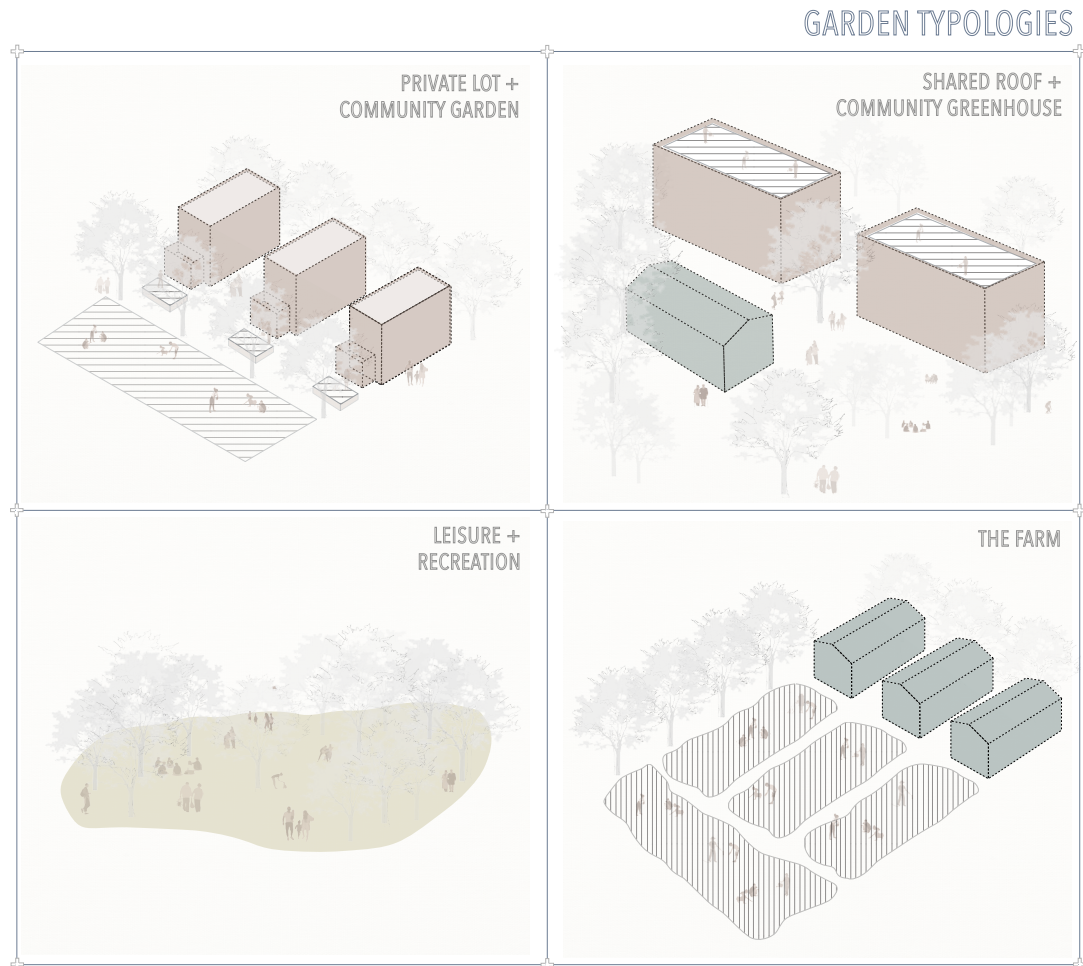 GARDEN TYPOLOGIES
PRIVATE LOT +
COMMUNITY GARDEN
SHARED ROOF +
COMMUNITY GREENHOUSE
LEISURE +
RECREATION
THE FARM